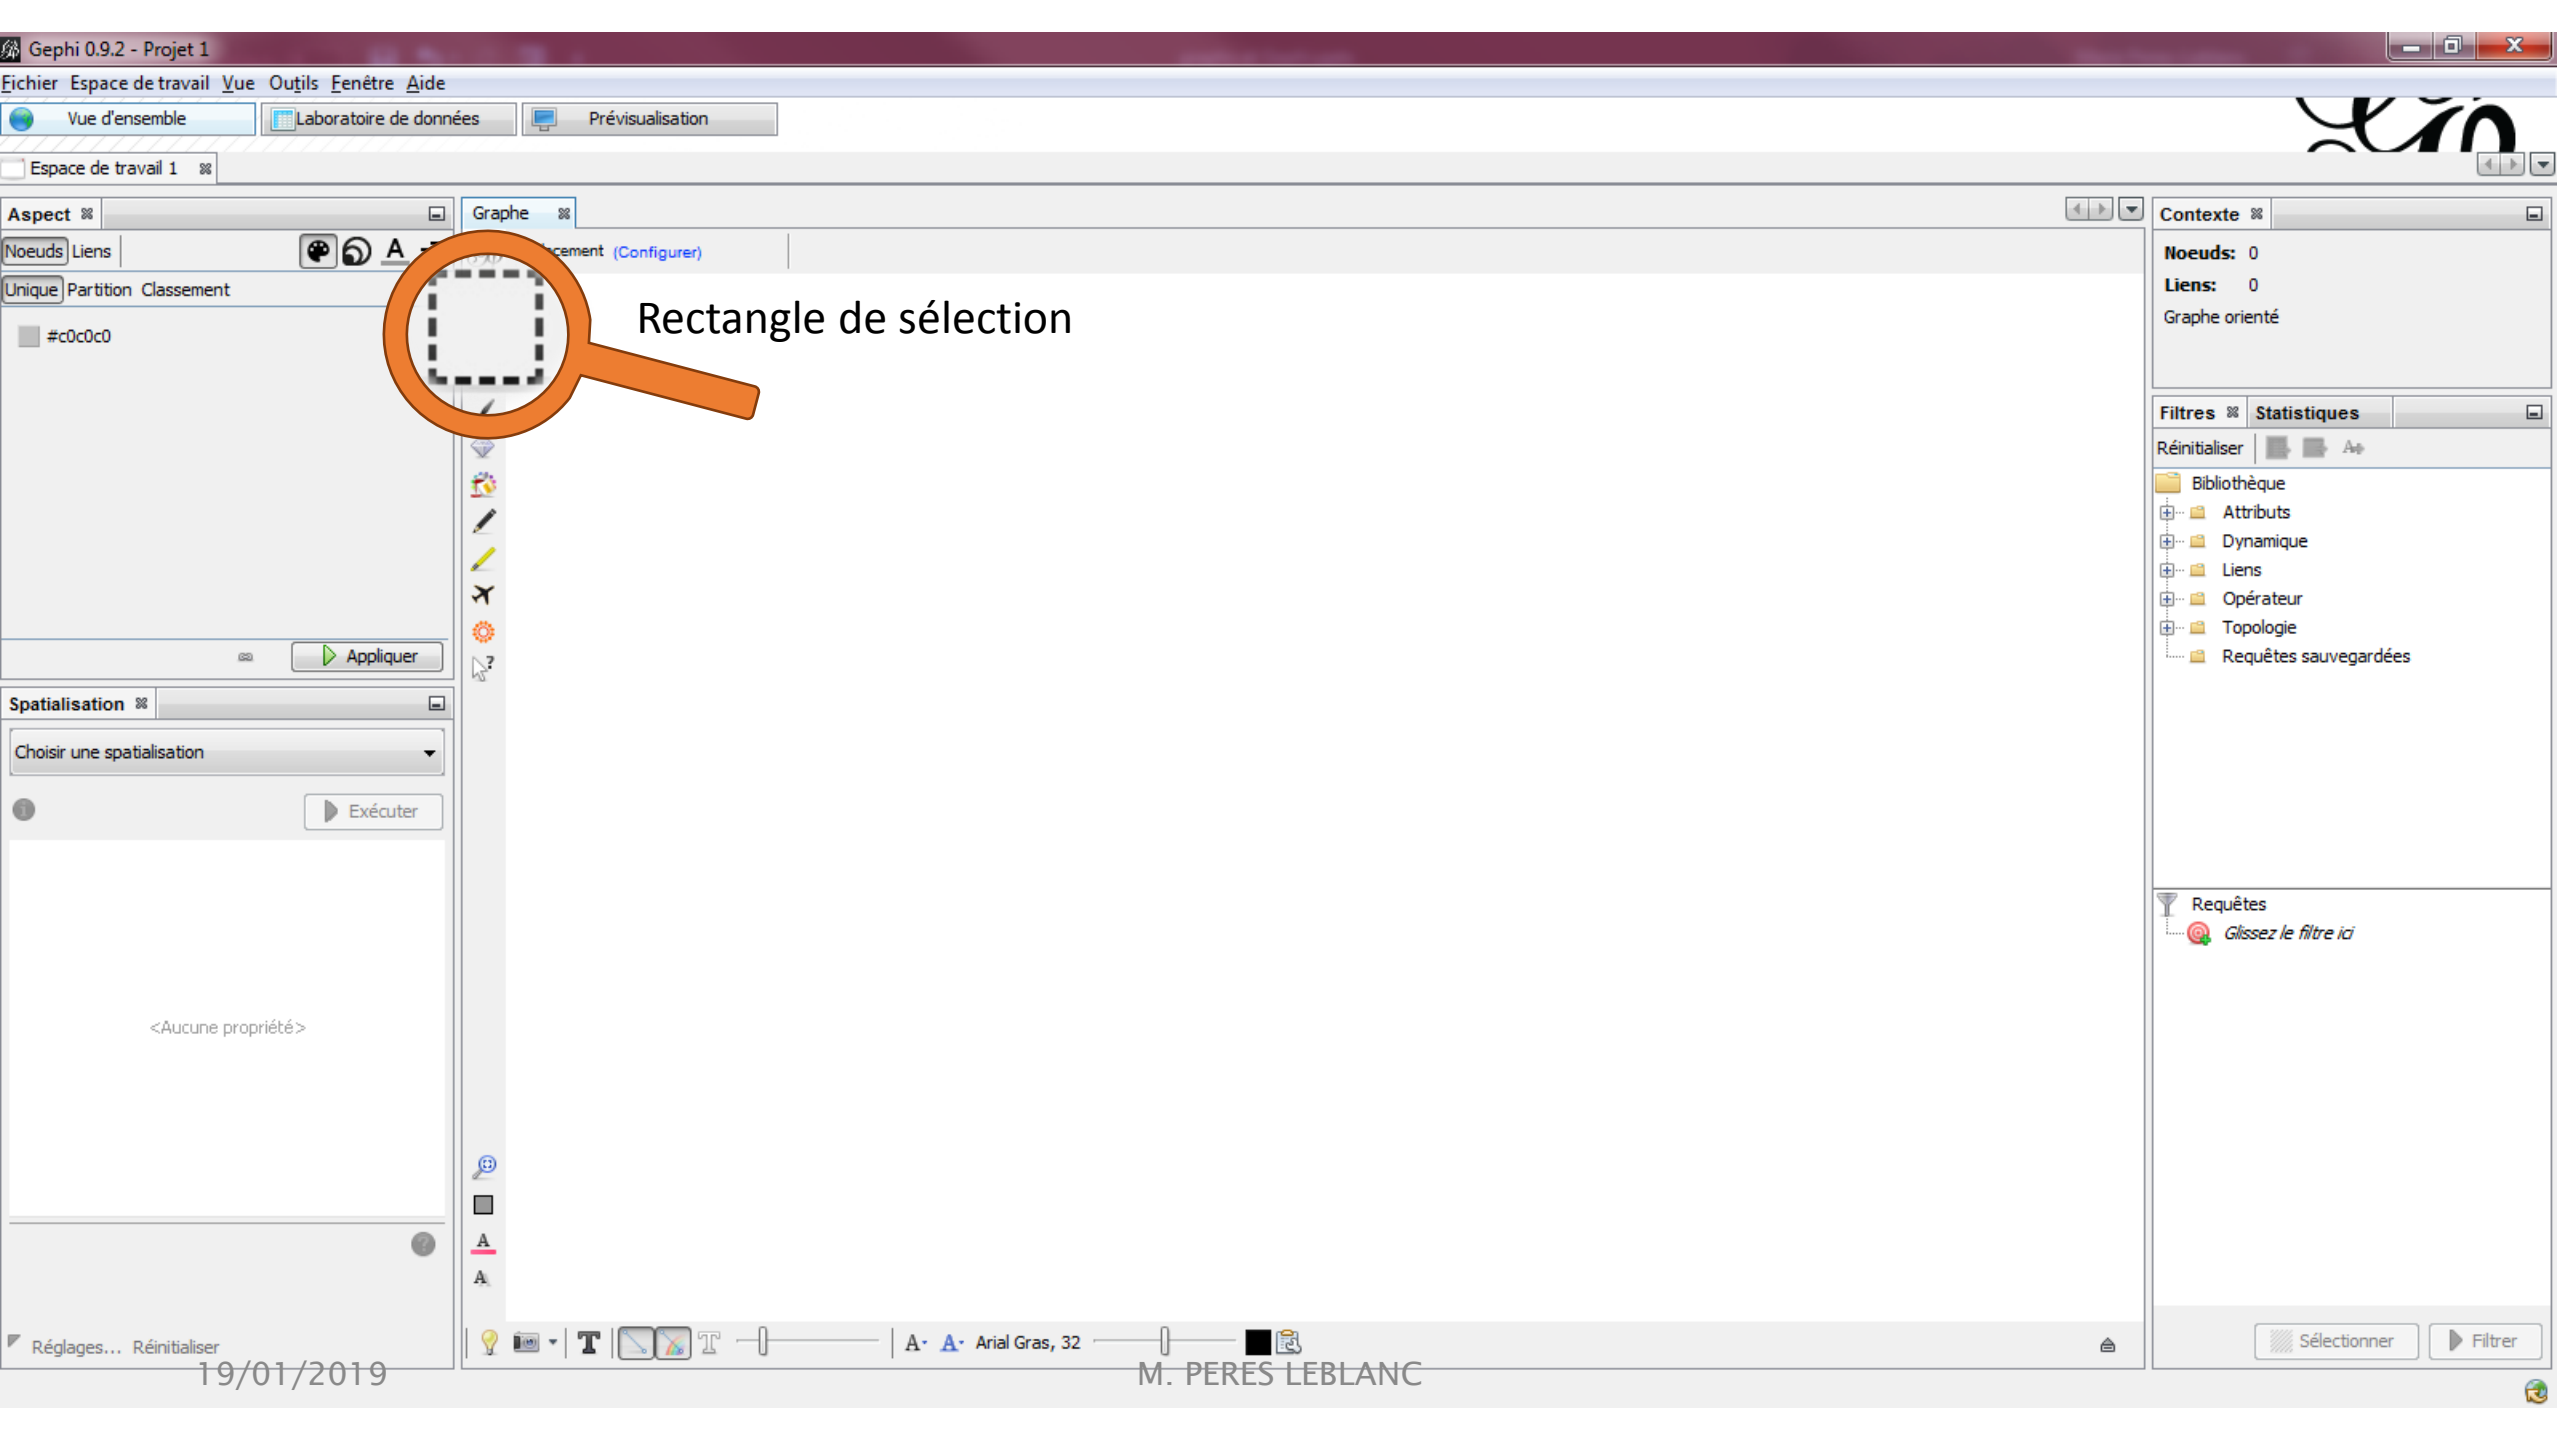 Gephi 0.9.2 - Projet 1
Fichier Espace de travail Vue Outils Fenêtre Aide
Vue d'ensemble Laboratoire de données Prévisualisation
Espace de travail 1
Aspect
Noeuds Liens
Unique Partition Classement
#c0c0c0
Appliquer
Spatialisation
Choisir une spatialisation
Exécuter
<Aucune propriété>
Réglages... Réinitialiser
Graphe
(Configurer)
Rectangle de sélection
Arial Gras, 32
Contexte
Noeuds: 0
Liens: 0
Graphe orienté
Filtres Statistiques
Réinitialiser
Bibliothèque
Attributs
Dynamique
Liens
Opérateur
Topologie
Requêtes sauvegardées
Requêtes
Glissez le filtre ici
Sélectionner Filtrer
19/01/2019
M. PERES LEBLANC